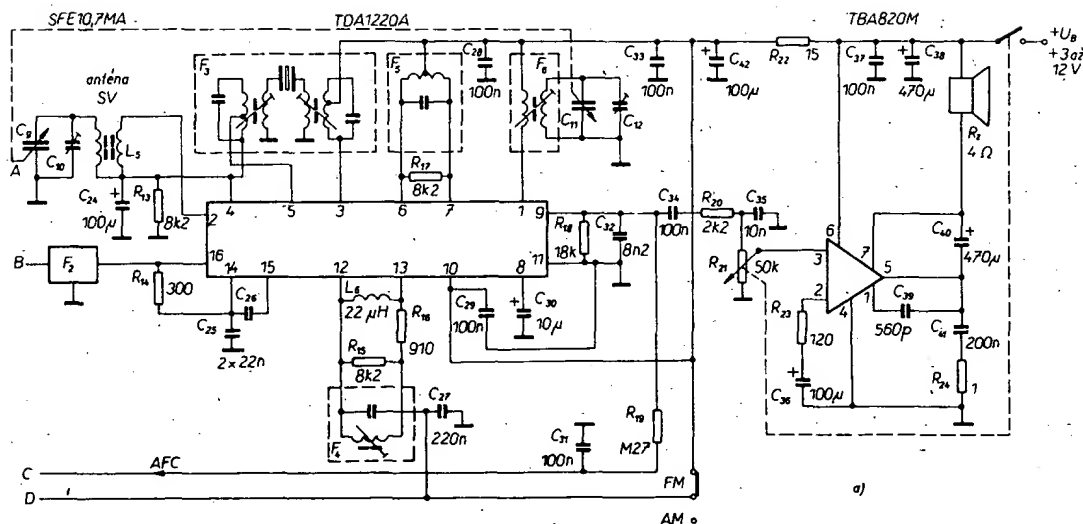 SFE10,7MA
TDA1220A
TBA820M
anténa
SV
C9
C10
A
L5
C24
100μ
R13
8k2
F3
F5
C28
100n
R17
8k2
F6
C11
C12
C33
100n
C42
100μ
R22
15
C37
100n
C38
470μ
+UB
+3 až
12V
Rz
4 Ω
2
4
5
3
6
7
1
9
16
11
14
15
12
13
10
8
B
F2
R14
300
C26
C25
2×22n
L6
22 μH
R16
910
R15
8k2
F4
C27
220n
C29
100n
C30
10μ
R18
18k
C32
8n2
C34
100n
R20
2k2
C35
10n
R21
50k
R19
M27
C31
100n
6
7
3
5
2
4
1
R23
120
C36
100μ
C39
560p
C40
470μ
C41
200n
R24
1
C
AFC
D
FM
AM
a)